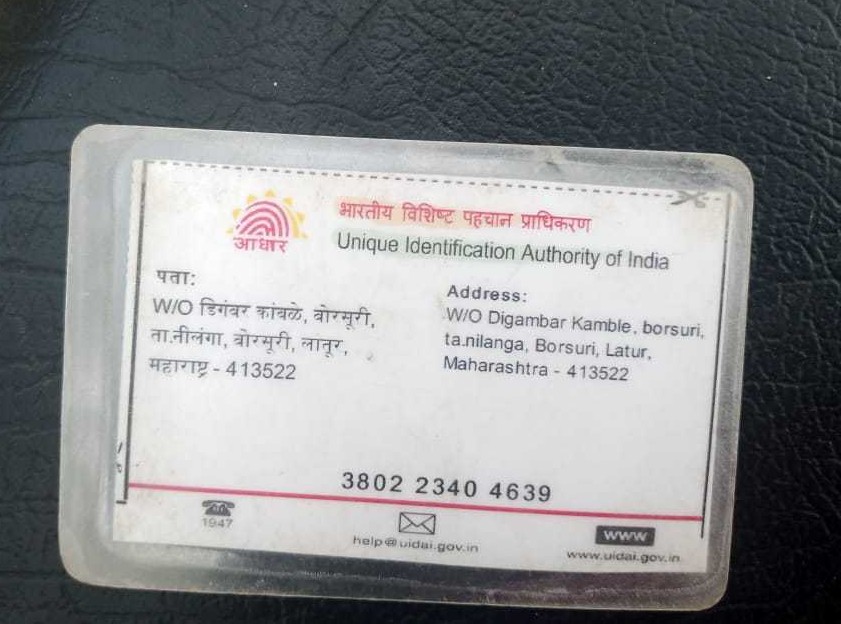 भारतीय विशिष्ट पहचान प्राधिकरण
Unique Identification Authority of India
आधार
पता:
W/O डिगंबर कांबळे, बोरसूरी,
ता.नीलंगा, बोरसूरी, लातूर,
महाराष्ट्र - 413522
Address:
W/O Digambar Kamble, borsuri,
ta.nilanga, Borsuri, Latur,
Maharashtra - 413522
3802 2340 4639
1947
help@uidai.gov.in
www
www.uidai.gov.in